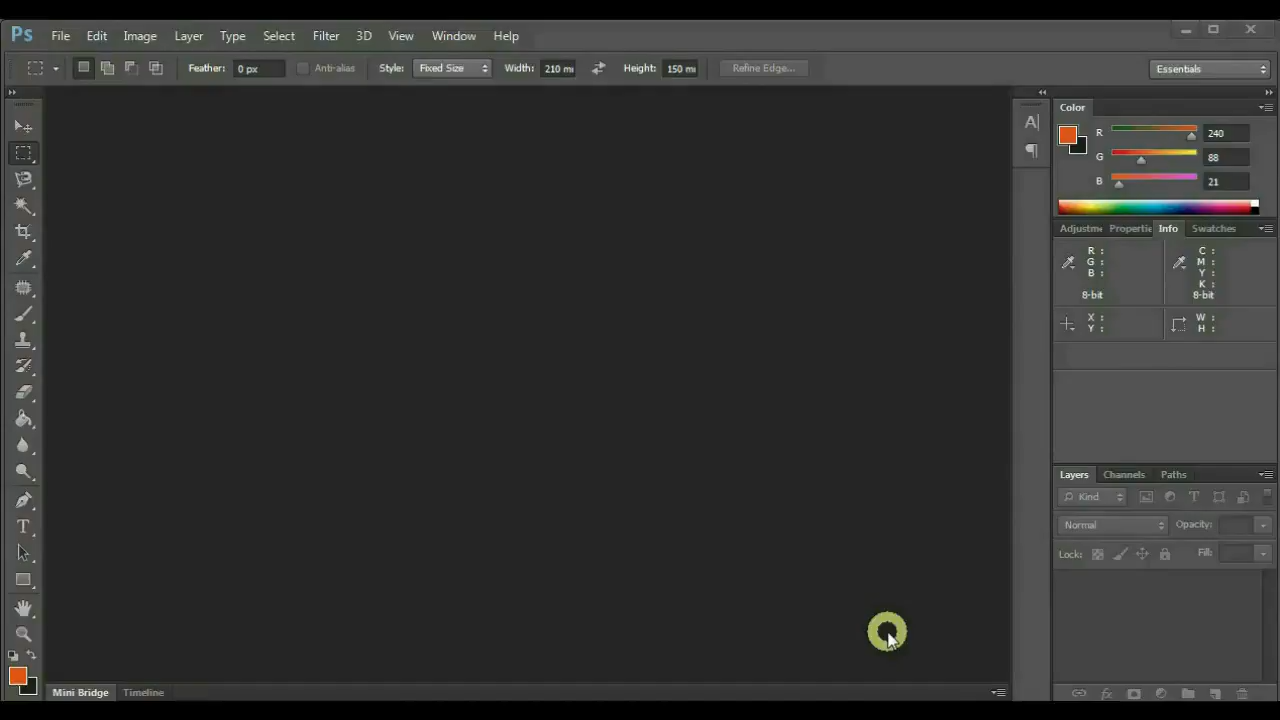 Ps File Edit Image Layer Type Select Filter 3D View Window Help
Feather: 0 px Anti-alias Style: Fixed Size Width: 210 mi Height: 150 mi Refine Edge... Essentials
Color
R 240
G 88
B 21
Adjustme Propertie Info Swatches
R : C :
G : M :
B : Y :
K :
8-bit 8-bit
X : W :
Y : H :
Layers Channels Paths
Kind
Normal Opacity:
Lock: Fill:
Mini Bridge Timeline